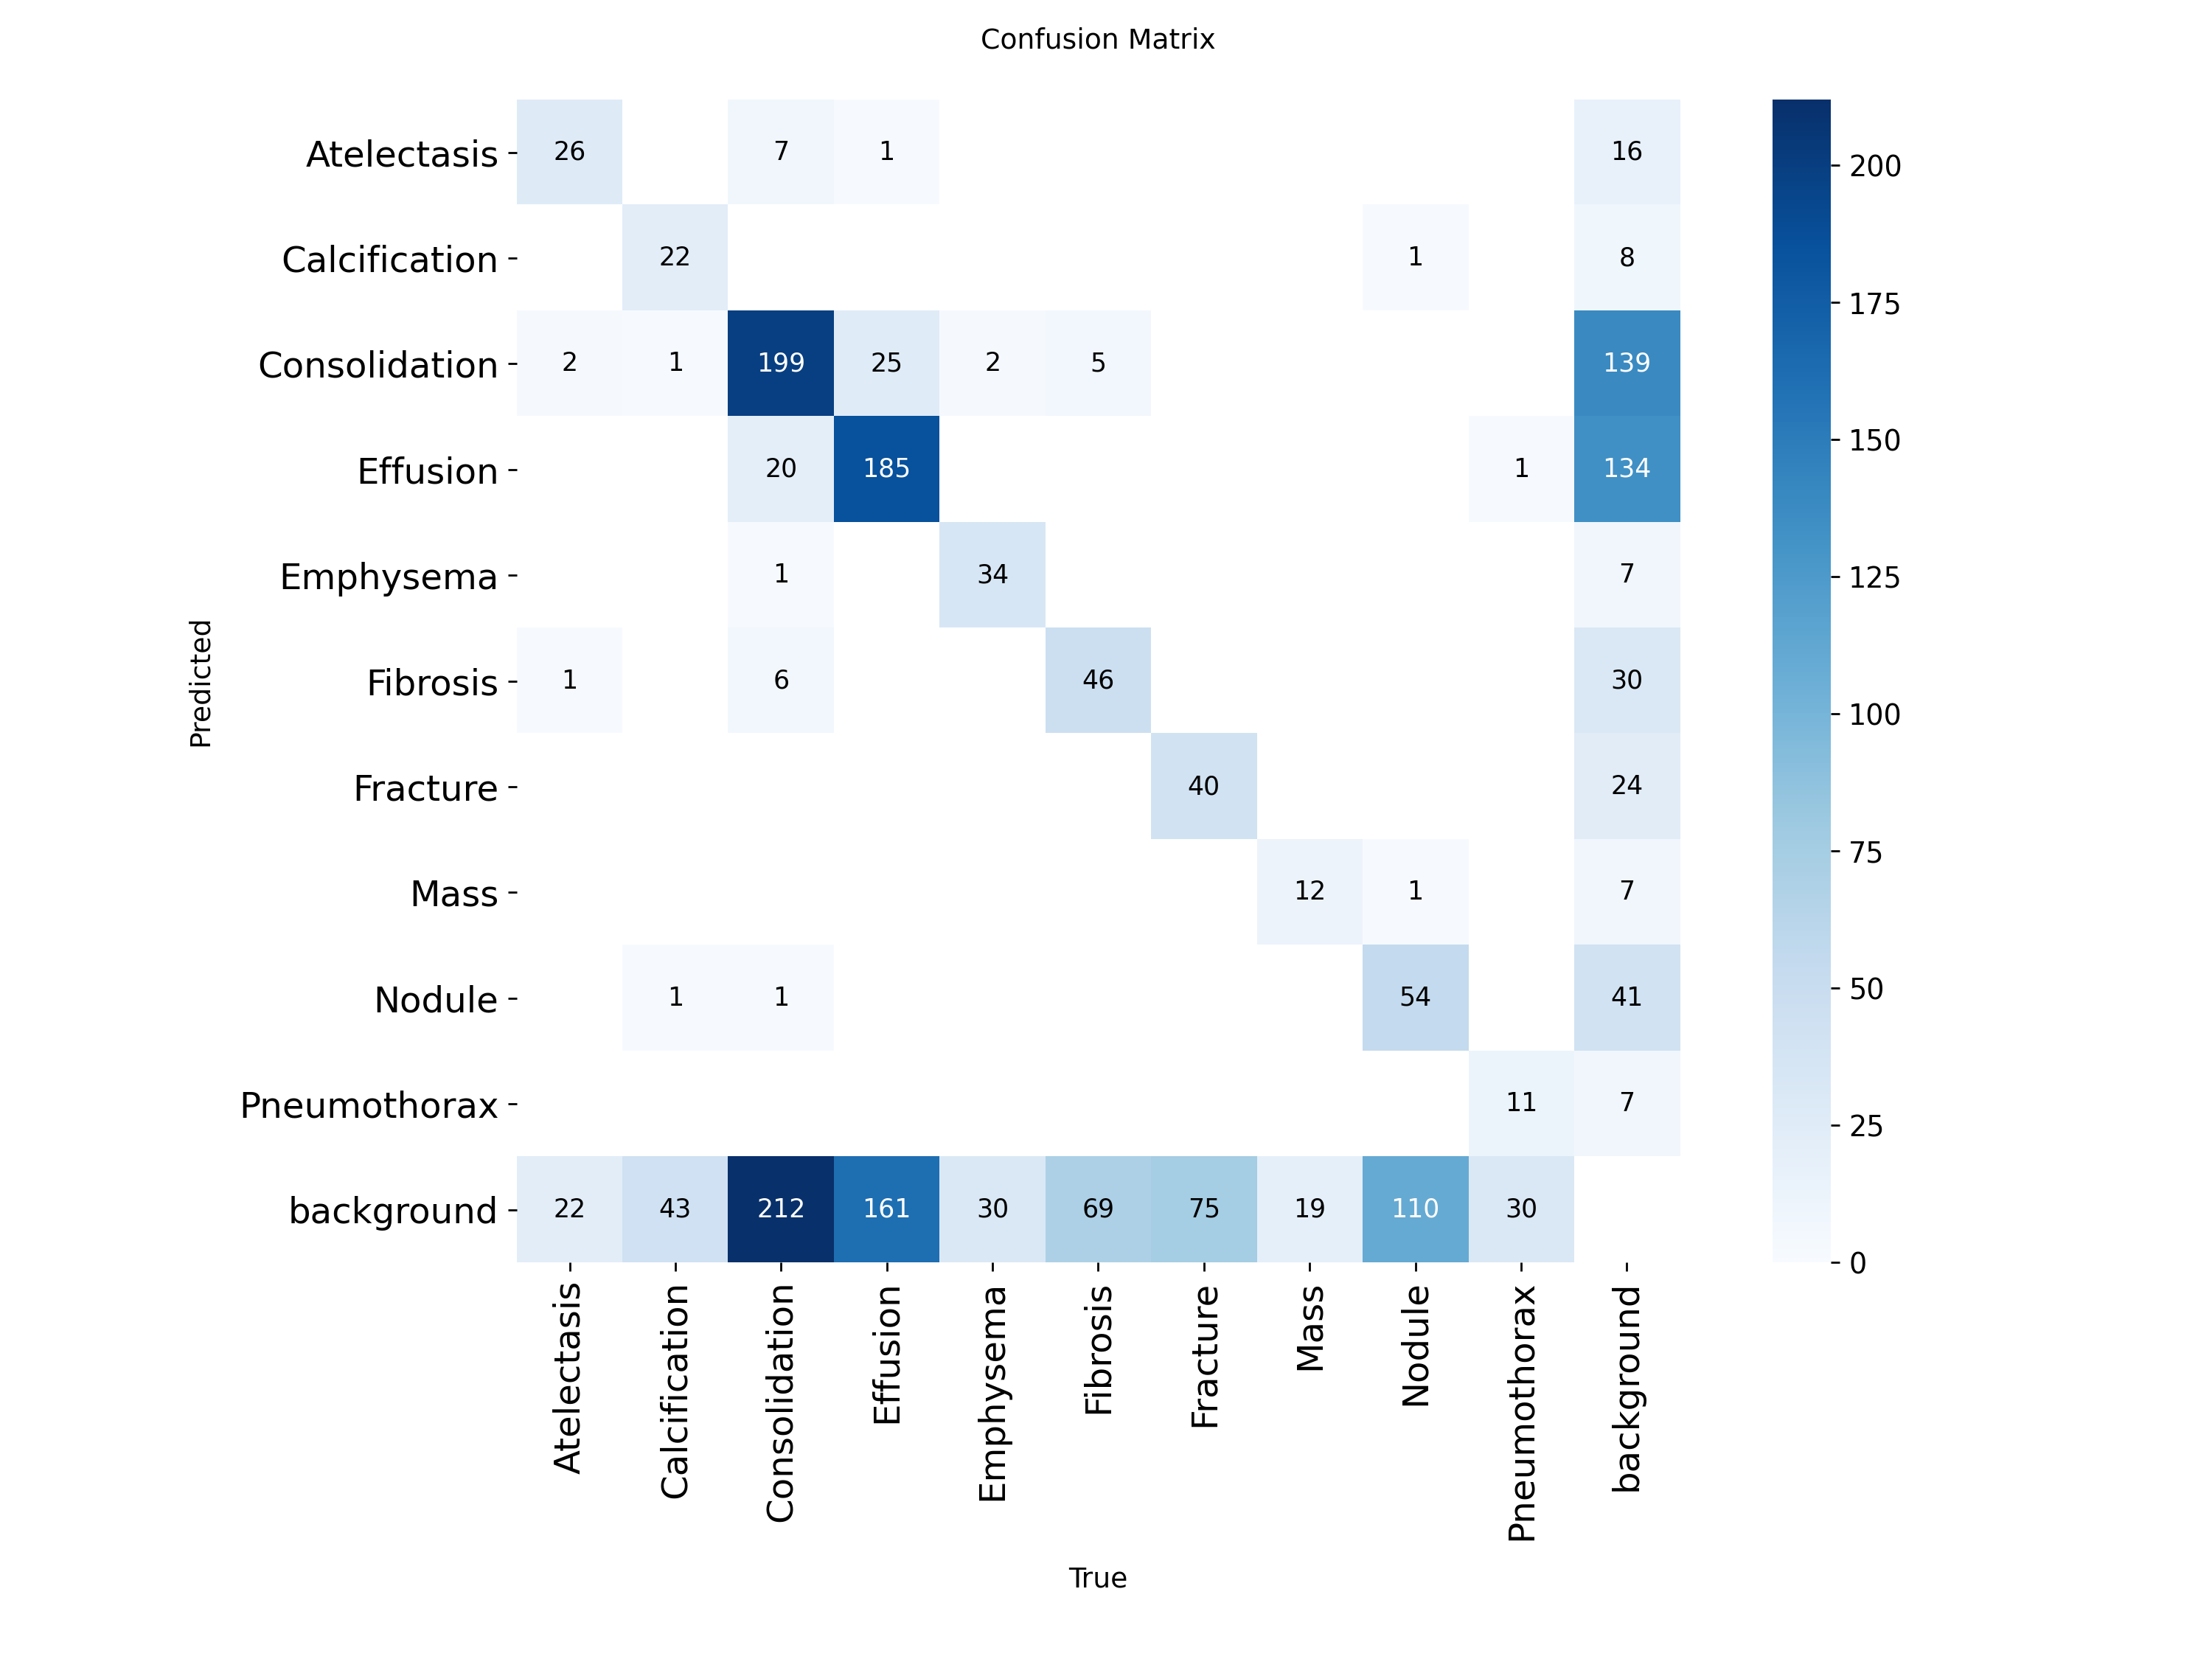 Confusion Matrix
Atelectasis 26 7 1 16
Calcification 22 1 8
Consolidation 2 1 199 25 2 5 139
Effusion 20 185 1 134
Emphysema 1 34 7
Fibrosis 1 6 46 30
Fracture 40 24
Mass 12 1 7
Nodule 1 1 54 41
Pneumothorax 11 7
background 22 43 212 161 30 69 75 19 110 30
Atelectasis Calcification Consolidation Effusion Emphysema Fibrosis Fracture Mass Nodule Pneumothorax background
True
Predicted
200
175
150
125
100
75
50
25
0